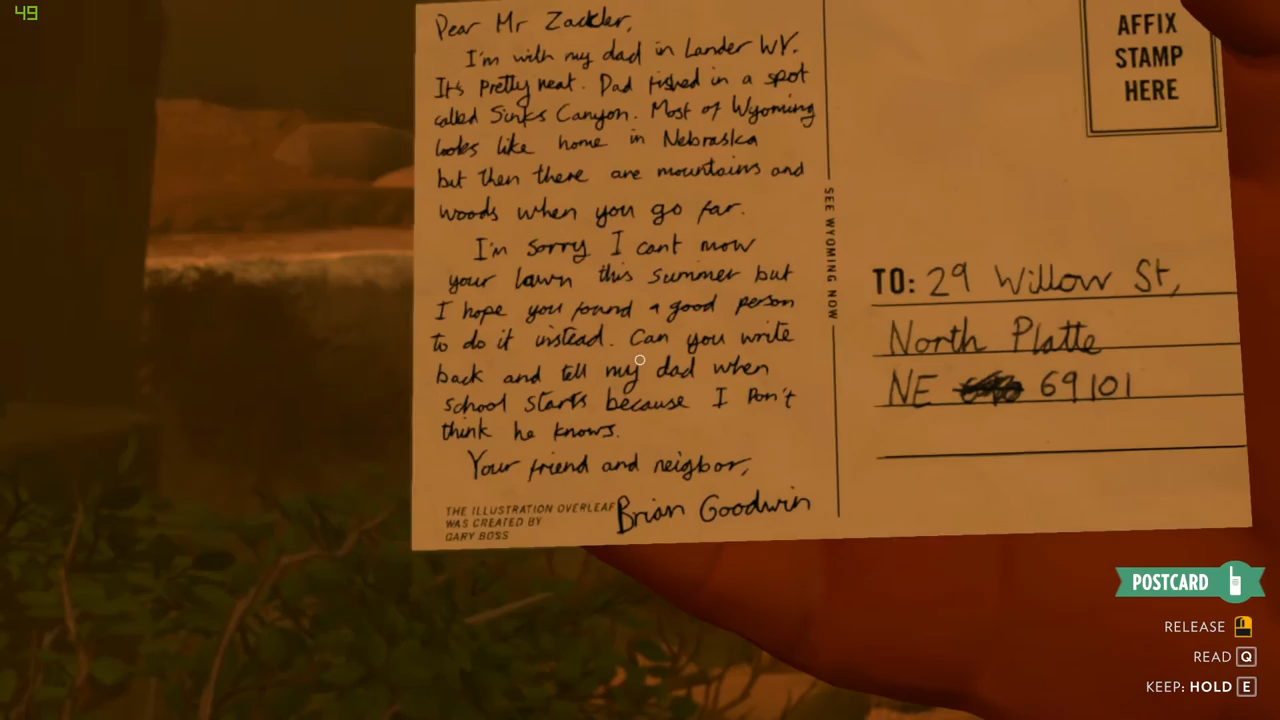 49
Dear Mr Zackler,
I'm with my dad in Lander WY.
It's pretty neat. Dad fished in a spot
called Sinks Canyon. Most of Wyoming
looks like home in Nebraska
but then there are mountains and
woods when you go far.
I'm sorry I cant mow
your lawn this summer but
I hope you found a good person
to do it instead. Can you write
back and tell my dad when
school starts because I Don't
think he knows.
Your friend and neigbor,
Brian Goodwin
THE ILLUSTRATION OVERLEAF
WAS CREATED BY
GARY BOSS
SEE WYOMING NOW
AFFIX
STAMP
HERE
TO: 29 Willow St,
North Platte
NE 69101
POSTCARD
RELEASE
READ Q
KEEP: HOLD E